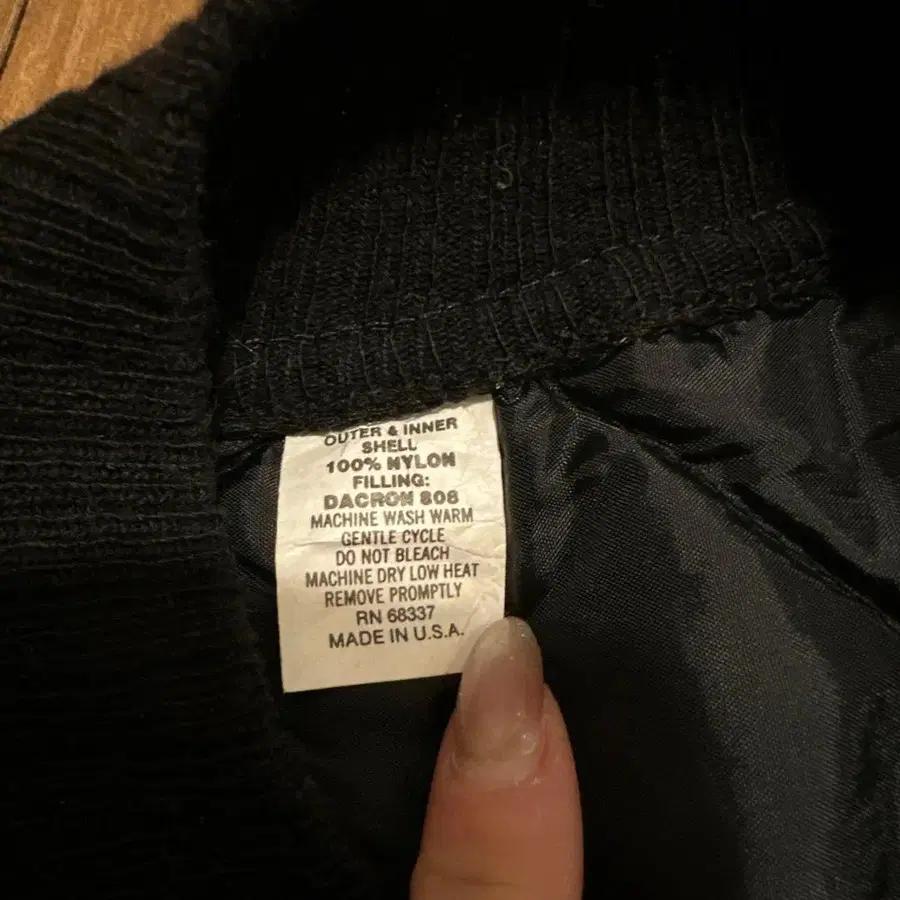 OUTER & INNER
SHELL
100% NYLON
FILLING:
DACRON 808
MACHINE WASH WARM
GENTLE CYCLE
DO NOT BLEACH
MACHINE DRY LOW HEAT
REMOVE PROMPTLY
RN 68337
MADE IN U.S.A.